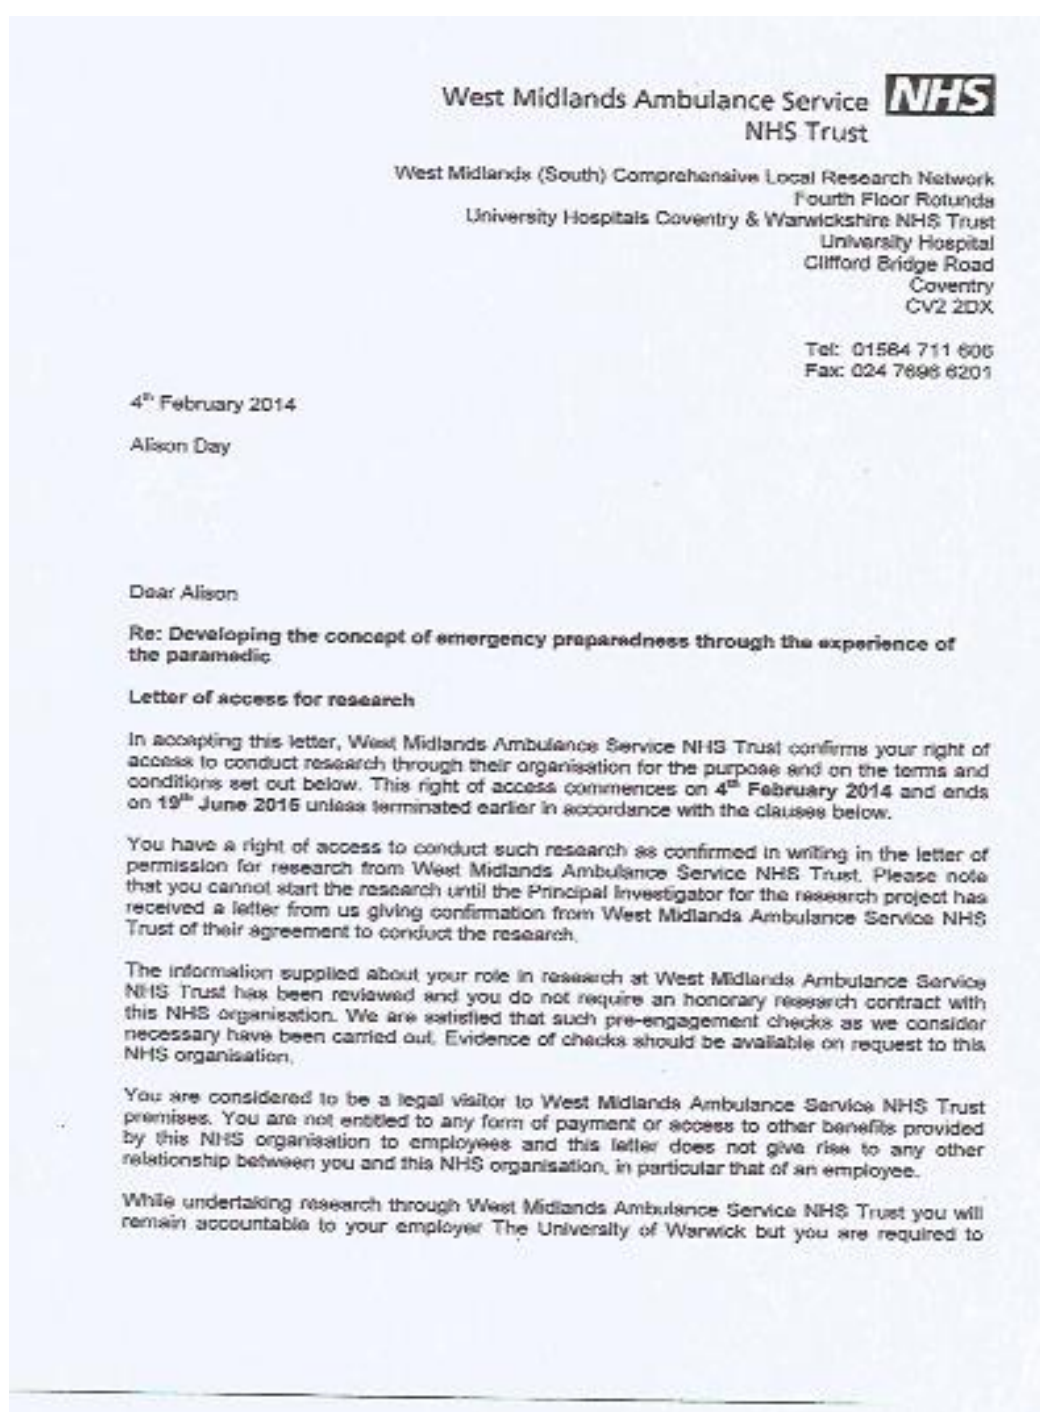 West Midlands Ambulance Service NHS
NHS Trust
West Midlands (South) Comprehensive Local Research Network
Fourth Floor Rotunda
University Hospitals Coventry & Warwickshire NHS Trust
University Hospital
Clifford Bridge Road
Coventry
CV2 2DX
Tel: 01564 711 606
Fax: 024 7696 6201
4th February 2014
Alison Day
Dear Alison
Re: Developing the concept of emergency preparedness through the experience of
the paramedic
Letter of access for research
In accepting this letter, West Midlands Ambulance Service NHS Trust confirms your right of
access to conduct research through their organisation for the purpose and on the terms and
conditions set out below. This right of access commences on 4th February 2014 and ends
on 19th June 2015 unless terminated earlier in accordance with the clauses below.
You have a right of access to conduct such research as confirmed in writing in the letter of
permission for research from West Midlands Ambulance Service NHS Trust. Please note
that you cannot start the research until the Principal Investigator for the research project has
received a letter from us giving confirmation from West Midlands Ambulance Service NHS
Trust of their agreement to conduct the research.
The information supplied about your role in research at West Midlands Ambulance Service
NHS Trust has been reviewed and you do not require an honorary research contract with
this NHS organisation. We are satisfied that such pre-engagement checks as we consider
necessary have been carried out. Evidence of checks should be available on request to this
NHS organisation.
You are considered to be a legal visitor to West Midlands Ambulance Service NHS Trust
premises. You are not entitled to any form of payment or access to other benefits provided
by this NHS organisation to employees and this letter does not give rise to any other
relationship between you and this NHS organisation, in particular that of an employee.
While undertaking research through West Midlands Ambulance Service NHS Trust you will
remain accountable to your employer The University of Warwick but you are required to